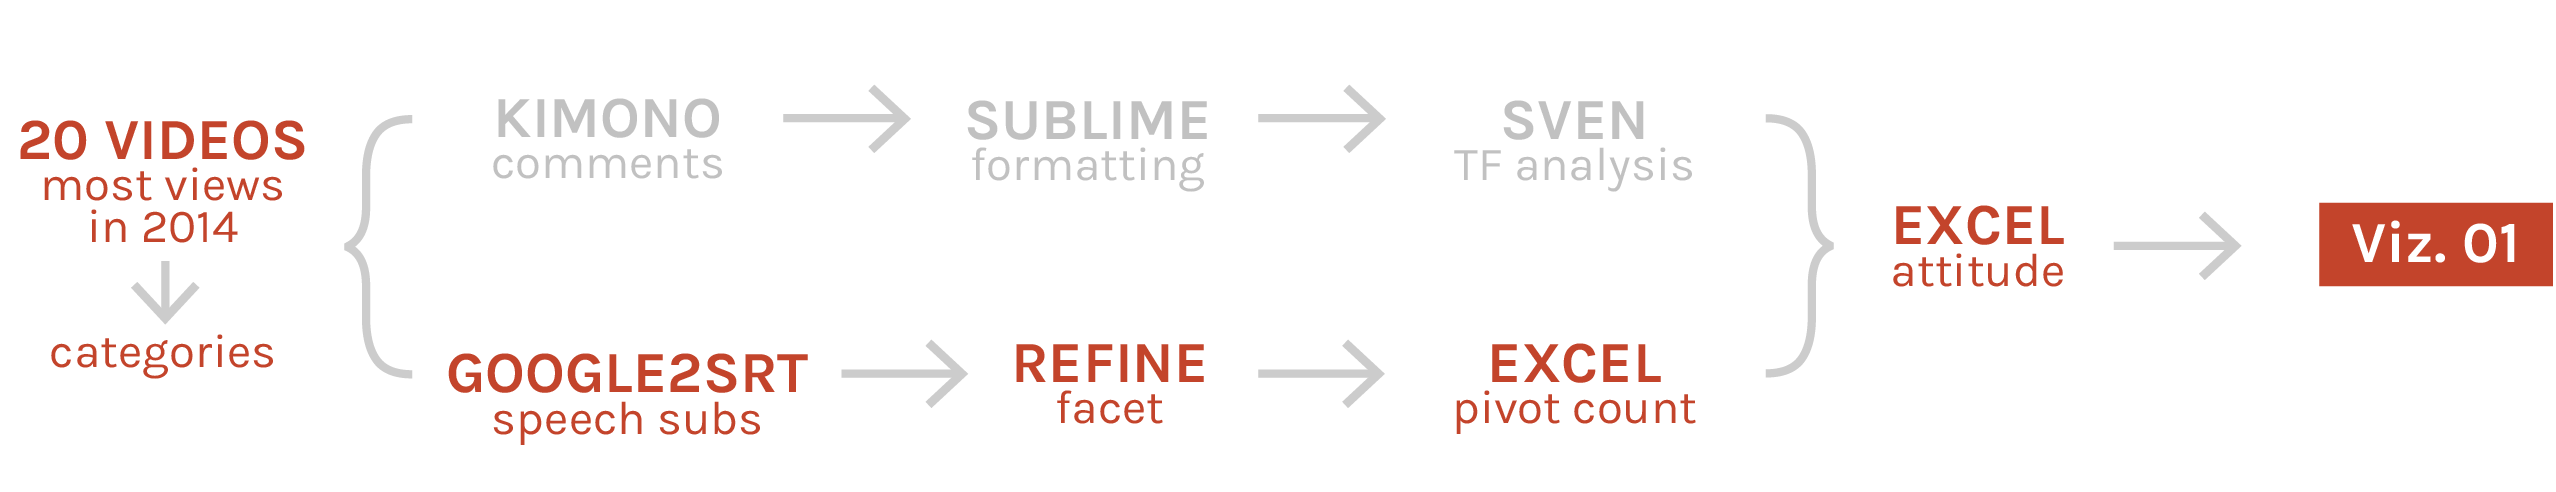 20 VIDEOS
most views
in 2014
categories
KIMONO
comments
SUBLIME
formatting
SVEN
TF analysis
GOOGLE2SRT
speech subs
REFINE
facet
EXCEL
pivot count
EXCEL
attitude
Viz. 01